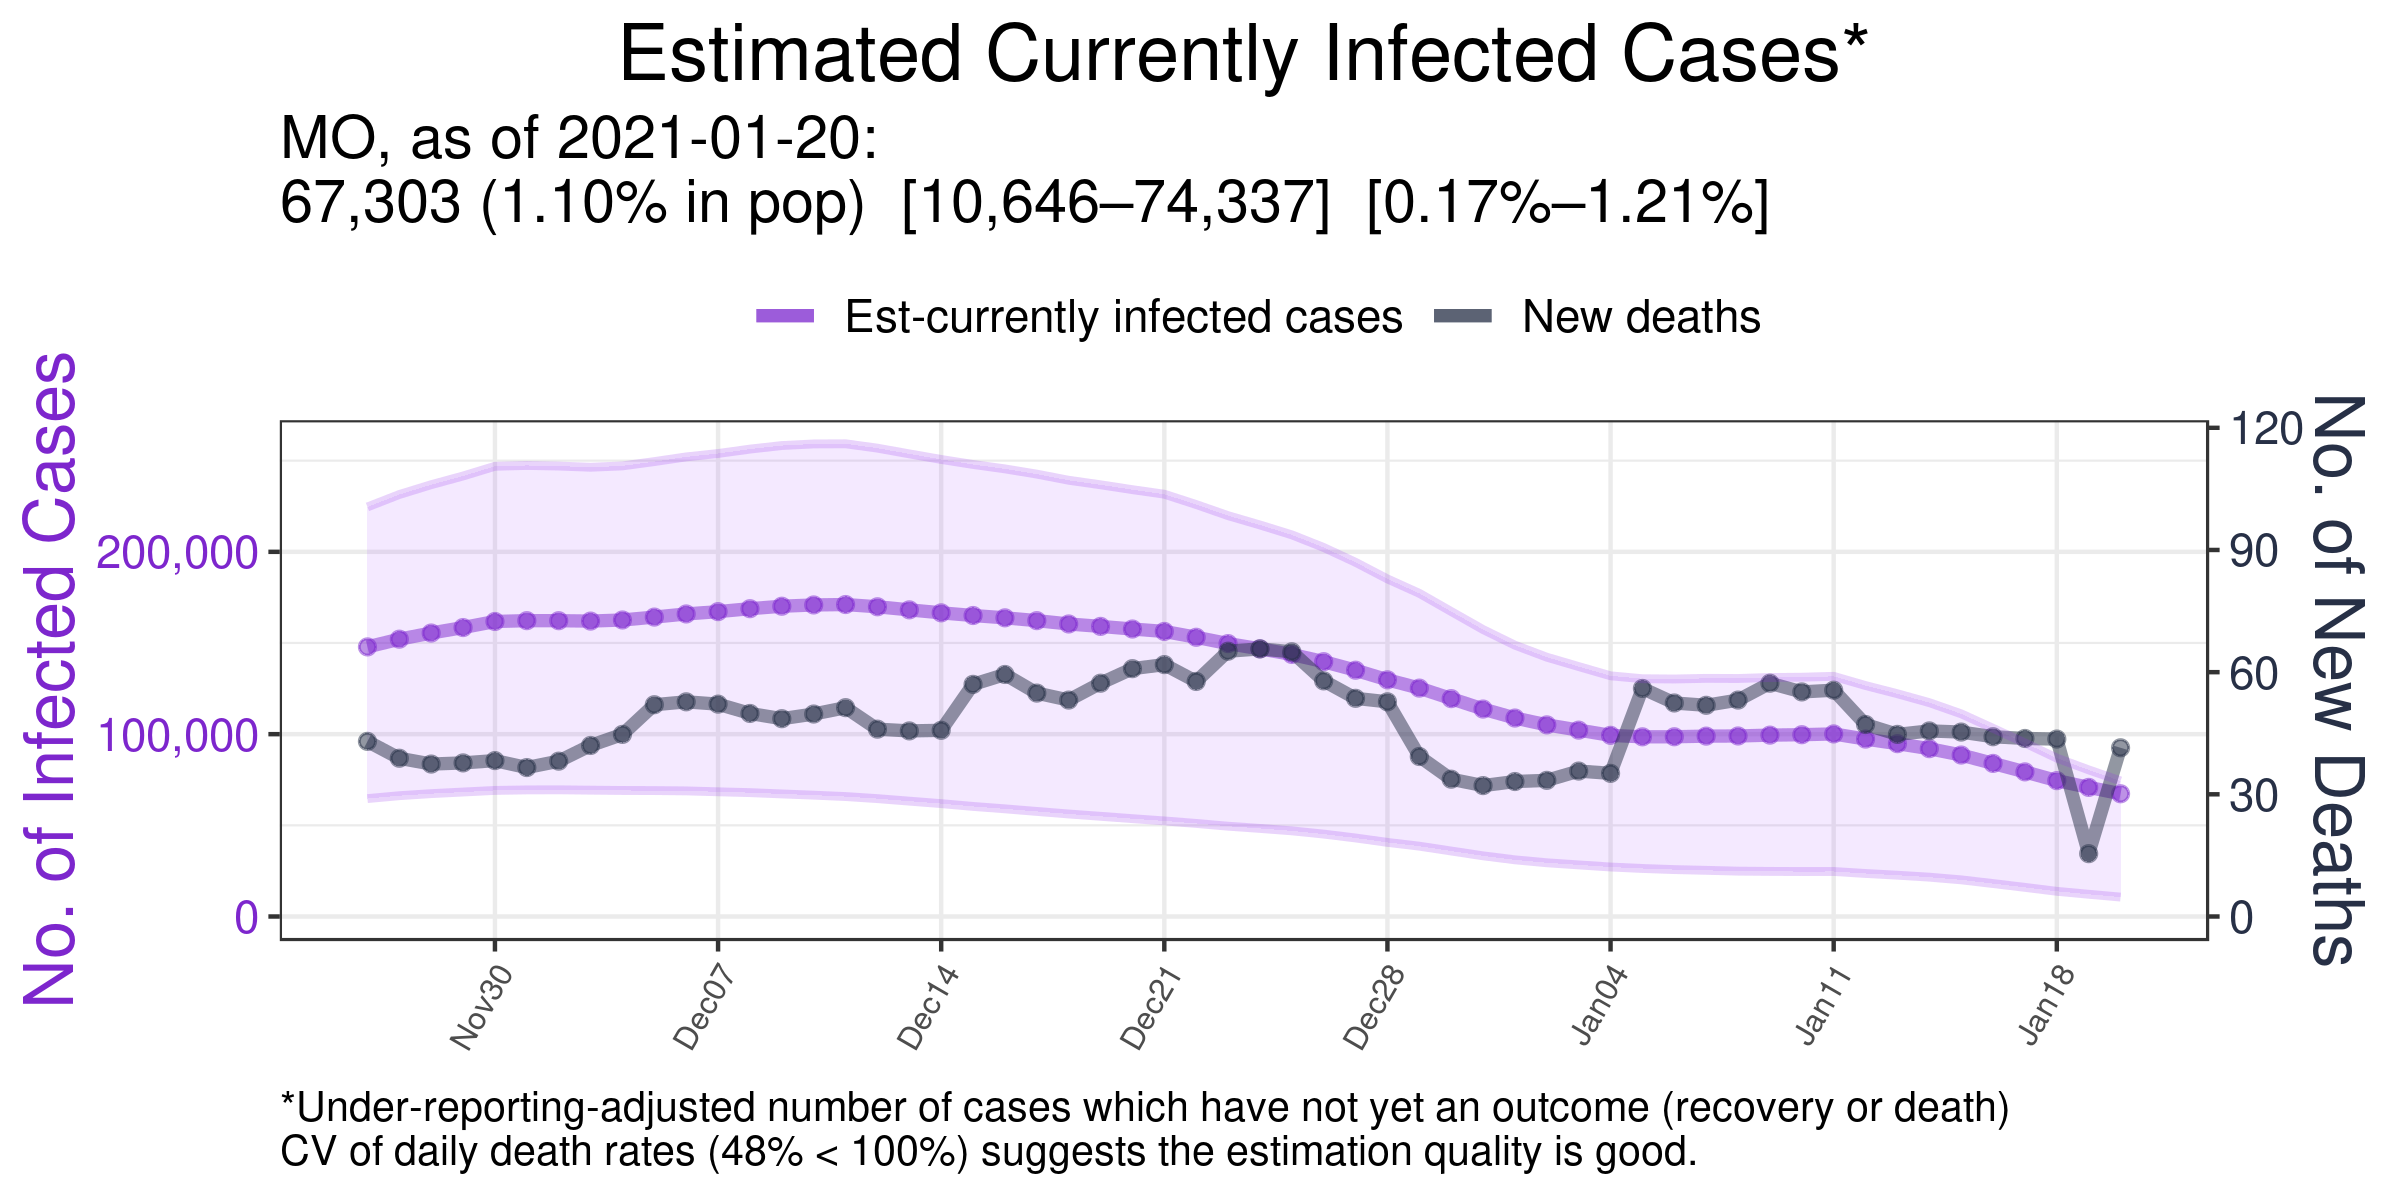 Estimated Currently Infected Cases*
MO, as of 2021-01-20:
67,303 (1.10% in pop)  [10,646–74,337]  [0.17%–1.21%]
Est-currently infected cases
New deaths
No. of Infected Cases
200,000
100,000
0
120
90
60
30
0
No. of New Deaths
Nov30
Dec07
Dec14
Dec21
Dec28
Jan04
Jan11
Jan18
*Under-reporting-adjusted number of cases which have not yet an outcome (recovery or death)
CV of daily death rates (48% < 100%) suggests the estimation quality is good.